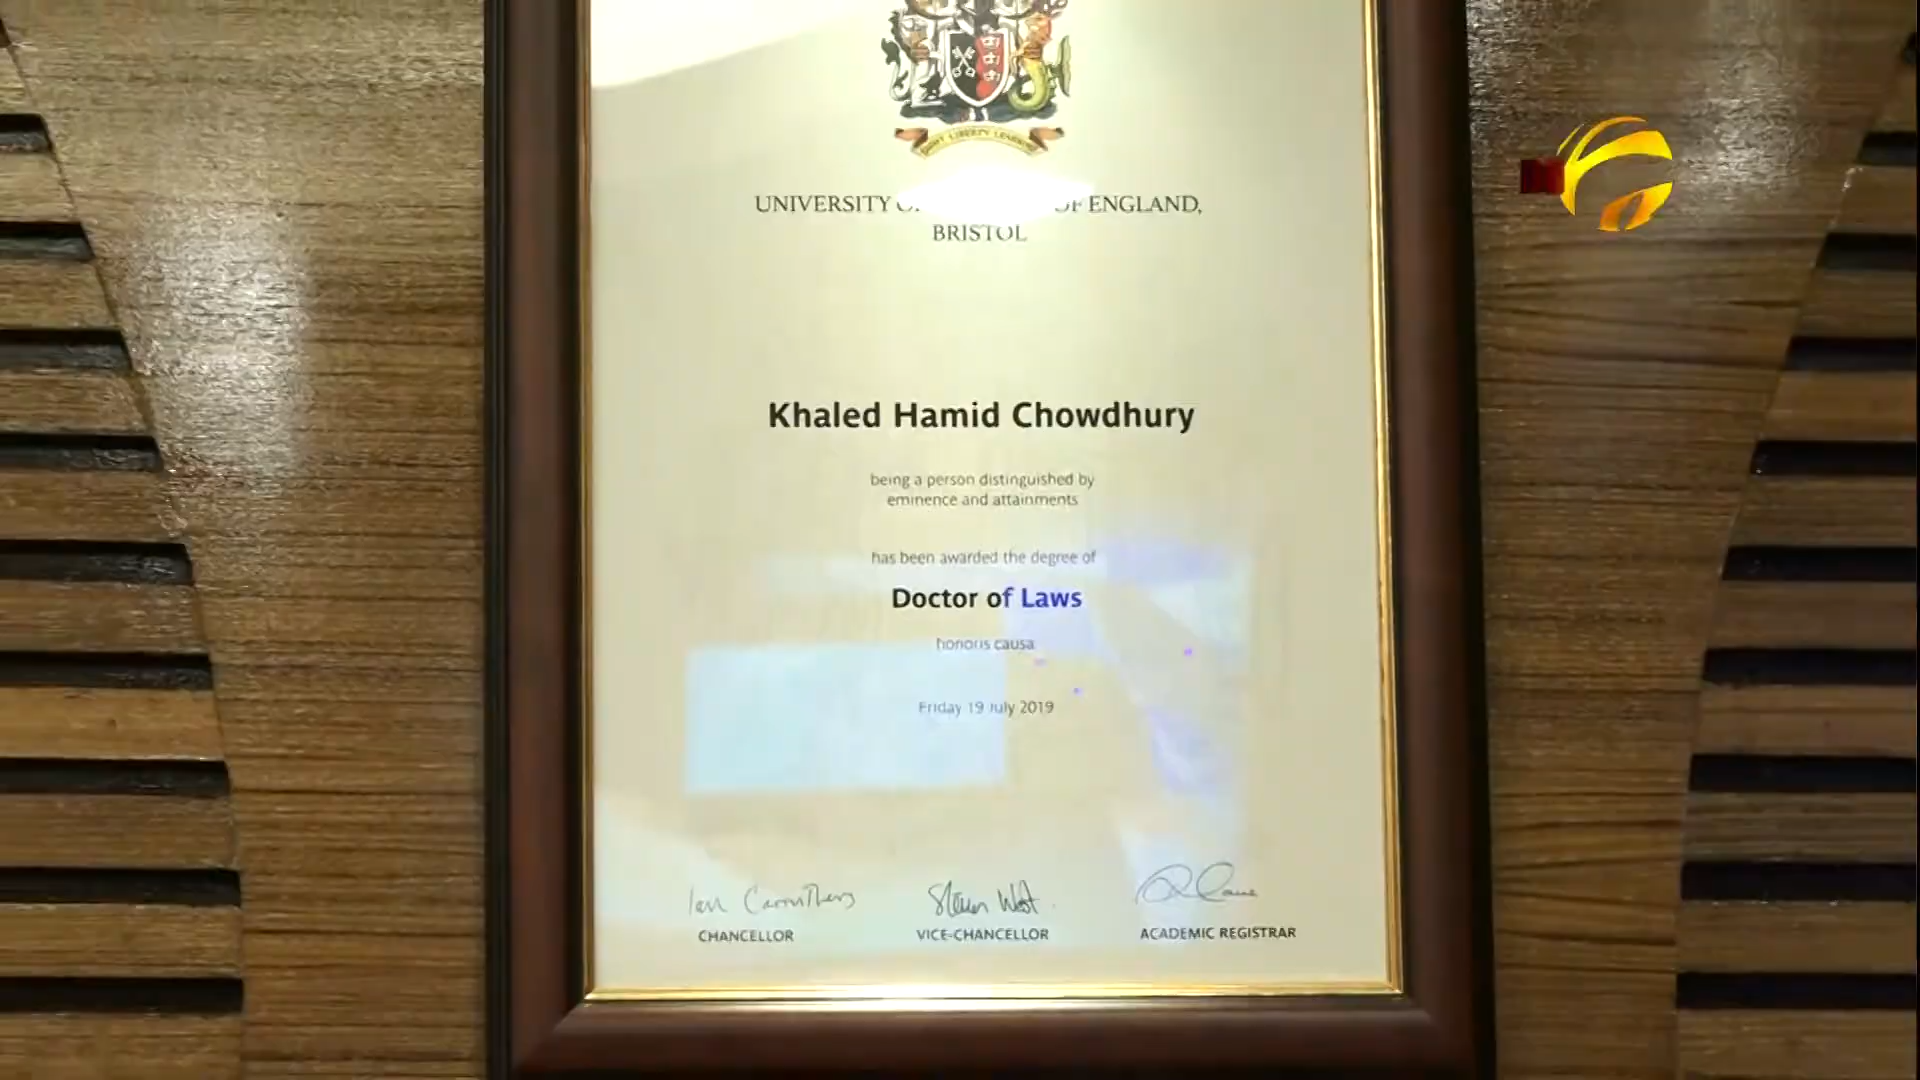 LIBERTY
UNIVERSITY OF ENGLAND,
BRISTOL
Khaled Hamid Chowdhury
being a person distinguished by
eminence and attainments
has been awarded the degree of
Doctor of Laws
honoris causa
Friday 19 July 2019
CHANCELLOR VICE-CHANCELLOR ACADEMIC REGISTRAR